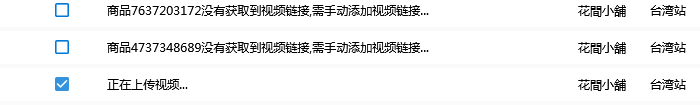 商品7637203172没有获取到视频链接,需手动添加视频链接... 花間小舖 台湾站
商品4737348689没有获取到视频链接,需手动添加视频链接... 花間小舖 台湾站
正在上传视频... 花間小舖 台湾站